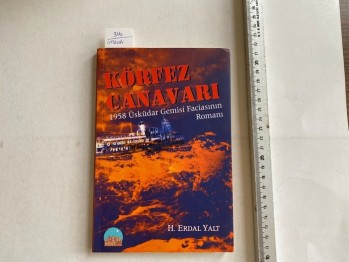 KÖRFEZ
CANAVARI
1958 Üsküdar Gemisi Faciasının
Romanı
H. ERDAL YALT